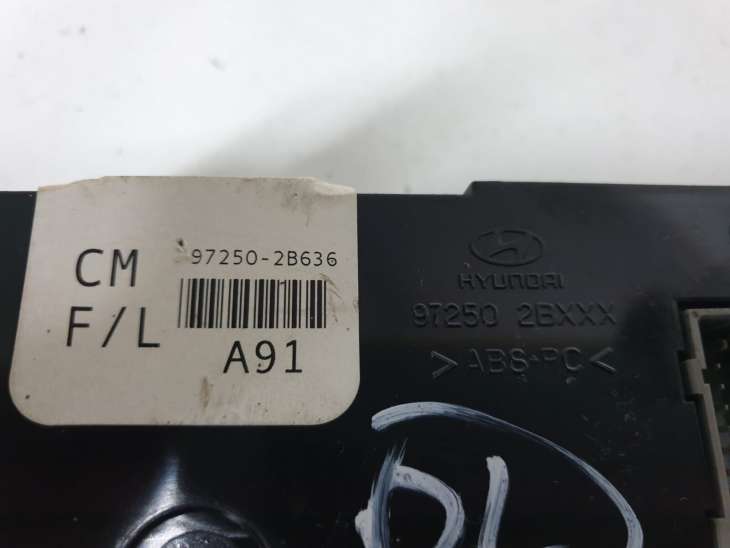 CM
97250-2B636
F/L
A91
HYUNDAI
97250 2BXXX
>ABS+PC<